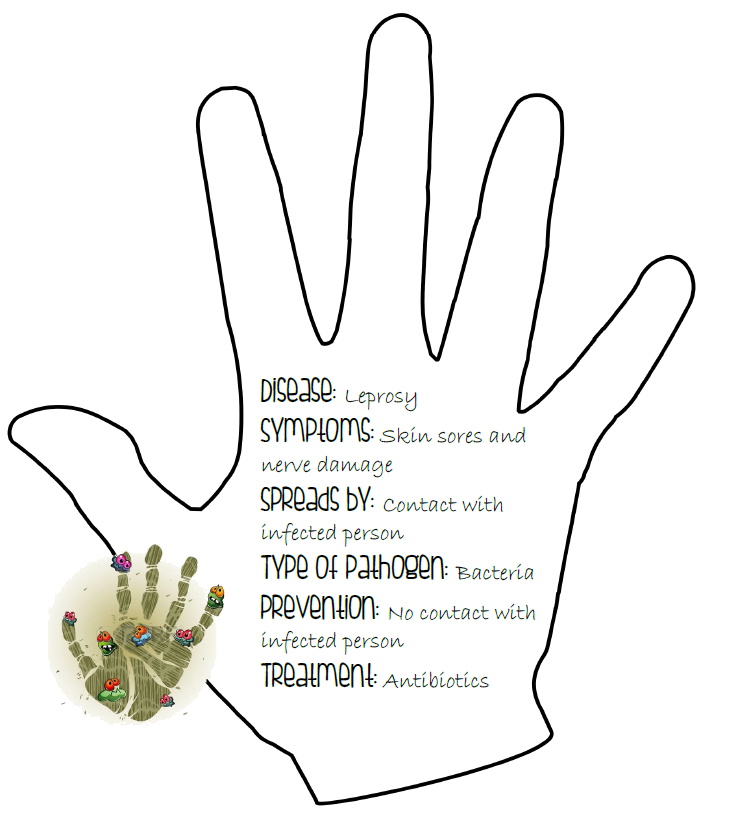 Disease: Leprosy
Symptoms: Skin sores and
nerve damage
Spreads by: Contact with
infected person
Type of Pathogen: Bacteria
Prevention: No contact with
infected person
Treatment: Antibiotics